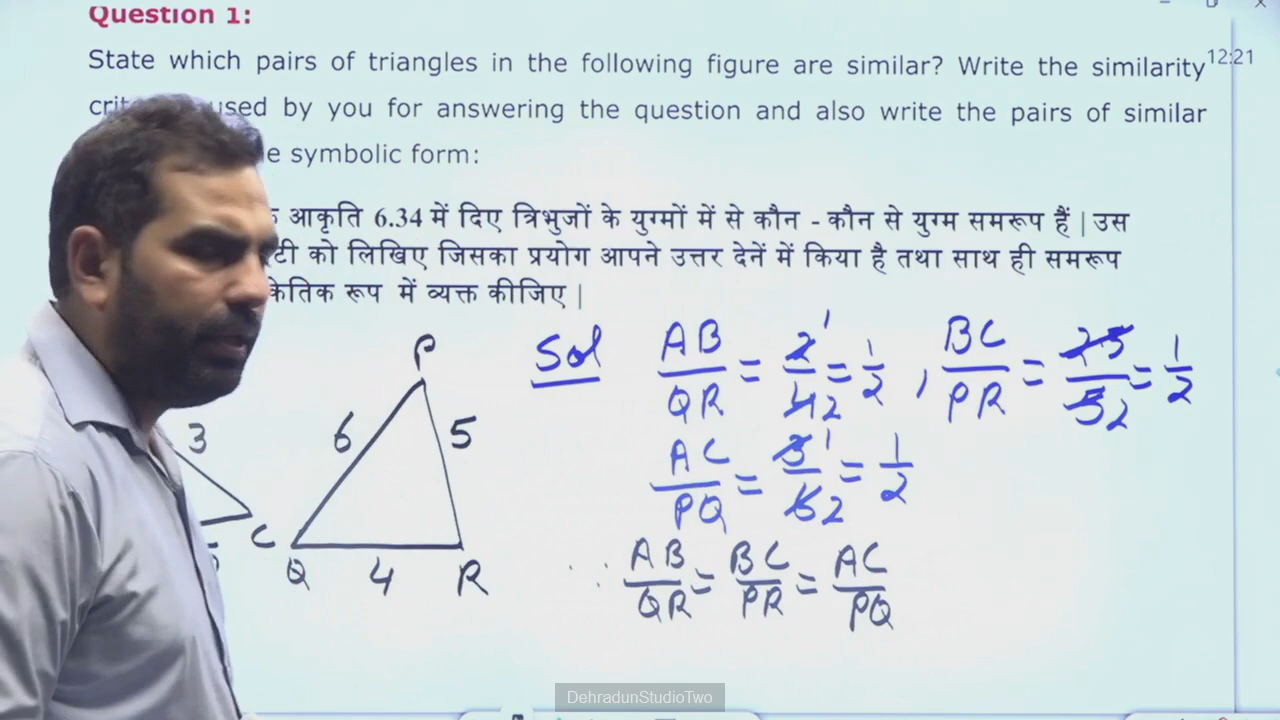 Question 1:
State which pairs of triangles in the following figure are similar? Write the similarity
12:21
used by you for answering the question and also write the pairs of similar
symbolic form:
आकृति 6.34 में दिए त्रिभुजों के युग्मों में से कौन - कौन से युग्म समरूप हैं | उस
को लिखिए जिसका प्रयोग आपने उत्तर देनें में किया है तथा साथ ही समरूप
रूप में व्यक्त कीजिए |
Sol AB/QR = 2/4 = 1/2 , BC/PR = 2.5/5 = 1/2
AC/PQ = 3/6 = 1/2
∴ AB/QR = BC/PR = AC/PQ
P
3
6
5
C
Q
4
R
DehradunStudioTwo